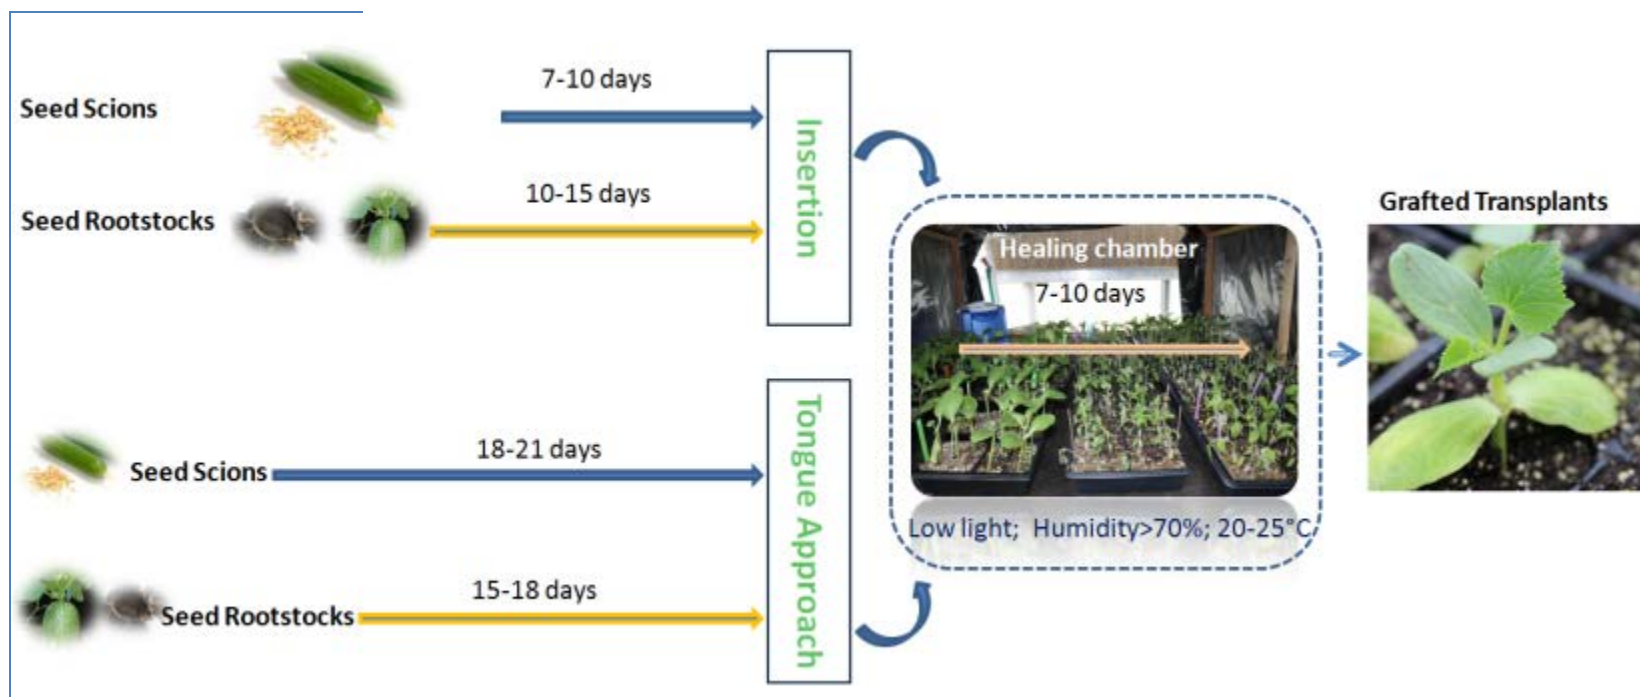 Seed Scions
7-10 days
Seed Rootstocks
10-15 days
Insertion
Seed Scions
18-21 days
Seed Rootstocks
15-18 days
Tongue Approach
Healing chamber
7-10 days
Low light; Humidity>70%; 20-25°C
Grafted Transplants